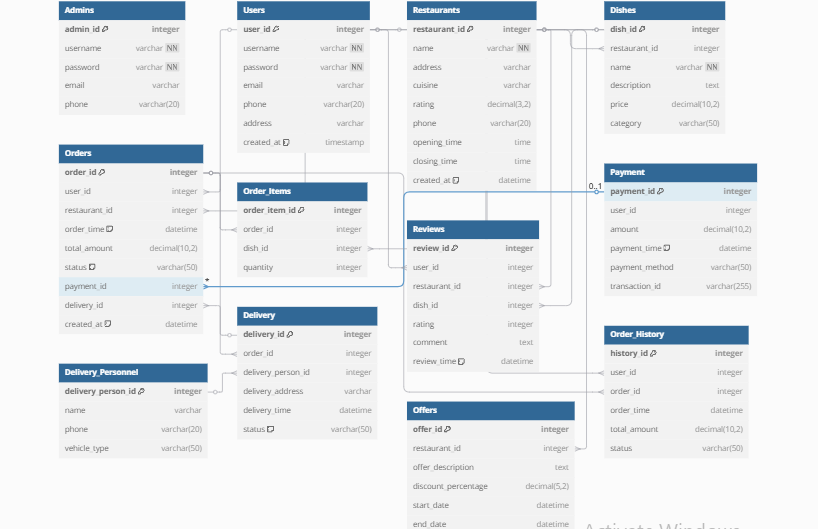 Admins
admin_id integer
username varchar NN
password varchar NN
email varchar
phone varchar(20)
Users
user_id integer
username varchar NN
password varchar NN
email varchar
phone varchar(20)
address varchar
created_at timestamp
Restaurants
restaurant_id integer
name varchar NN
address varchar
cuisine varchar
rating decimal(3,2)
phone varchar(20)
opening_time time
closing_time time
created_at datetime
Dishes
dish_id integer
restaurant_id integer
name varchar NN
description text
price decimal(10,2)
category varchar(50)
Orders
order_id integer
user_id integer
restaurant_id integer
order_time datetime
total_amount decimal(10,2)
status varchar(50)
payment_id integer
*
delivery_id integer
created_at datetime
Order_Items
order_item_id integer
order_id integer
dish_id integer
quantity integer
0..1
Payment
payment_id integer
user_id integer
amount decimal(10,2)
payment_time datetime
payment_method varchar(50)
transaction_id varchar(255)
Reviews
review_id integer
user_id integer
restaurant_id integer
dish_id integer
rating integer
comment text
review_time datetime
Delivery
delivery_id integer
order_id integer
delivery_person_id integer
delivery_address varchar
delivery_time datetime
status varchar(50)
Delivery_Personnel
delivery_person_id integer
name varchar
phone varchar(20)
vehicle_type varchar(50)
Order_History
history_id integer
user_id integer
order_id integer
order_time datetime
total_amount decimal(10,2)
status varchar(50)
Offers
offer_id integer
restaurant_id integer
offer_description text
discount_percentage decimal(5,2)
start_date datetime
end_date datetime
Activate Windows